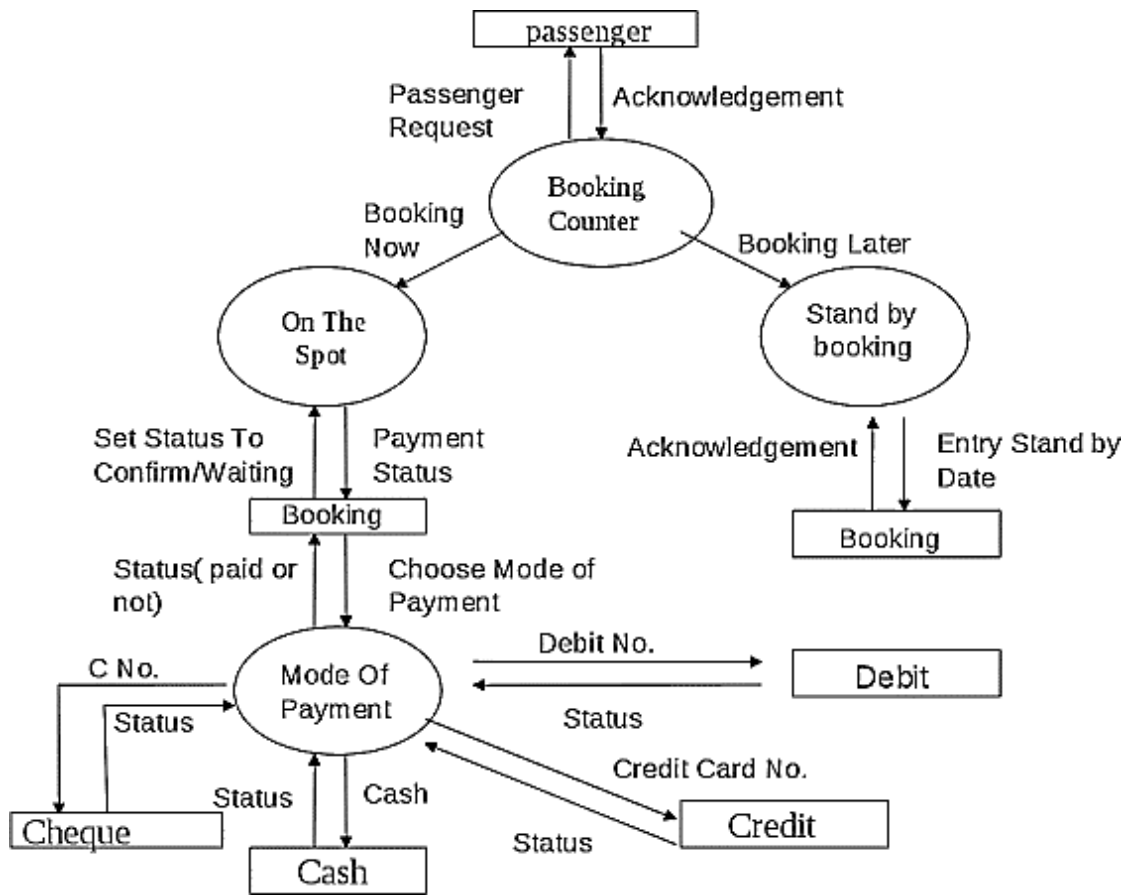 passenger
Passenger
Request
Acknowledgement
Booking
Counter
Booking
Now
Booking Later
On The
Spot
Stand by
booking
Set Status To
Confirm/Waiting
Payment
Status
Acknowledgement
Entry Stand by
Date
Booking
Booking
Status( paid or
not)
Choose Mode of
Payment
Mode Of
Payment
C No.
Status
Debit No.
Debit
Status
Credit Card No.
Credit
Status
Status
Cash
Cheque
Cash